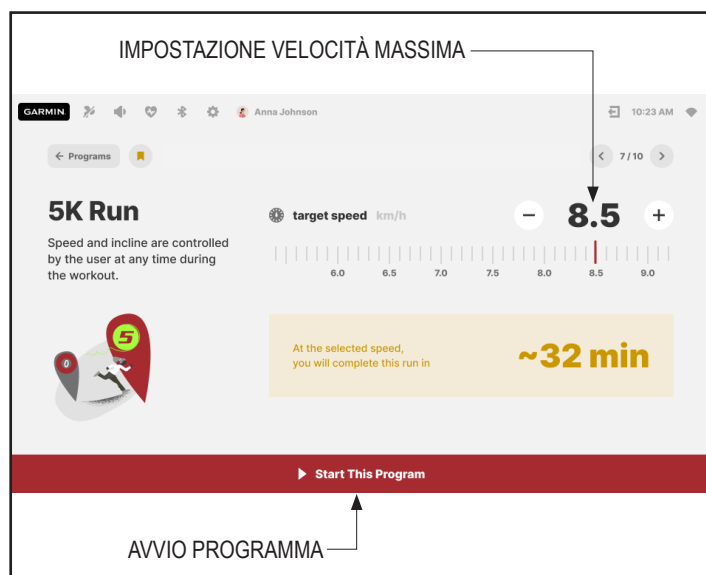 IMPOSTAZIONE VELOCITÀ MASSIMA
GARMIN Anna Johnson 10:23 AM
← Programs 7/10
5K Run
Speed and incline are controlled
by the user at any time during
the workout.
target speed km/h
− 8.5 +
6.0 6.5 7.0 7.5 8.0 8.5 9.0
0
5
At the selected speed,
you will complete this run in
~32 min
Start This Program
AVVIO PROGRAMMA